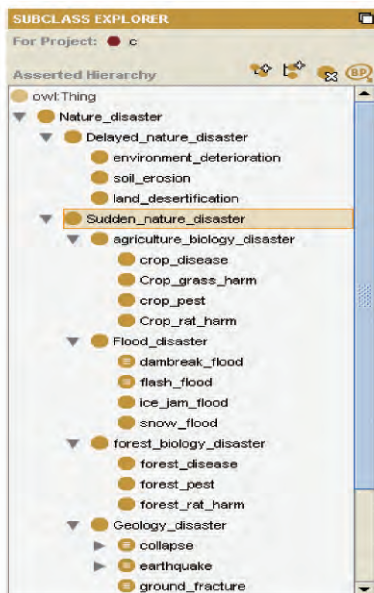 SUBCLASS EXPLORER
For Project: c
Asserted Hierarchy BP
owl:Thing
Nature_disaster
Delayed_nature_disaster
environment_deterioration
soil_erosion
land_desertification
Sudden_nature_disaster
agriculture_biology_disaster
crop_disease
Crop_grass_harm
crop_pest
Crop_rat_harm
Flood_disaster
dambreak_flood
flash_flood
ice_jam_flood
snow_flood
forest_biology_disaster
forest_disease
forest_pest
forest_rat_harm
Geology_disaster
collapse
earthquake
ground_fracture